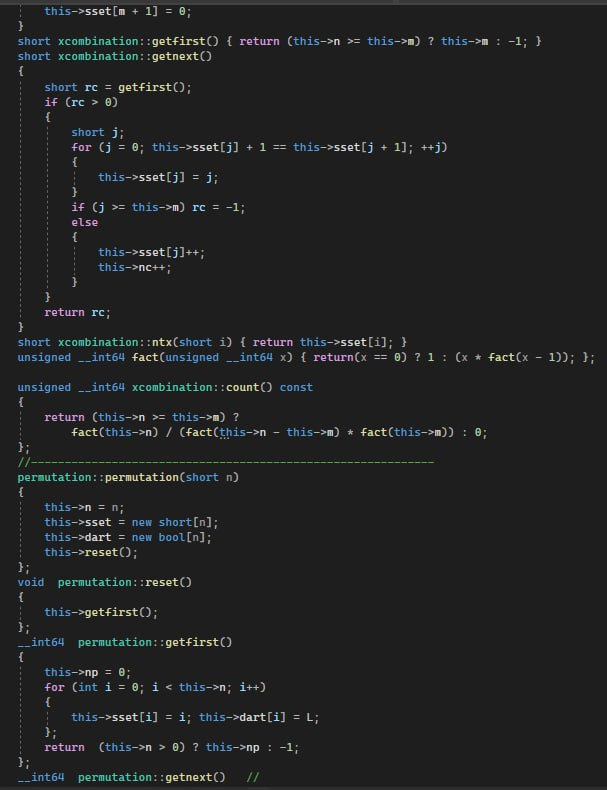 this->sset[m + 1] = 0;
}
short xcombination::getfirst() { return (this->n >= this->m) ? this->m : -1; }
short xcombination::getnext()
{
short rc = getfirst();
if (rc > 0)
{
short j;
for (j = 0; this->sset[j] + 1 == this->sset[j + 1]; ++j)
{
this->sset[j] = j;
}
if (j >= this->m) rc = -1;
else
{
this->sset[j]++;
this->nc++;
}
}
return rc;
}
short xcombination::ntx(short i) { return this->sset[i]; }
unsigned __int64 fact(unsigned __int64 x) { return(x == 0) ? 1 : (x * fact(x - 1)); };
unsigned __int64 xcombination::count() const
{
return (this->n >= this->m) ?
fact(this->n) / (fact(this->n - this->m) * fact(this->m)) : 0;
};
//------------------------------------------------------------
permutation::permutation(short n)
{
this->n = n;
this->sset = new short[n];
this->dart = new bool[n];
this->reset();
};
void  permutation::reset()
{
this->getfirst();
};
__int64  permutation::getfirst()
{
this->np = 0;
for (int i = 0; i < this->n; i++)
{
this->sset[i] = i; this->dart[i] = L;
};
return  (this->n > 0) ? this->np : -1;
};
__int64  permutation::getnext()   //